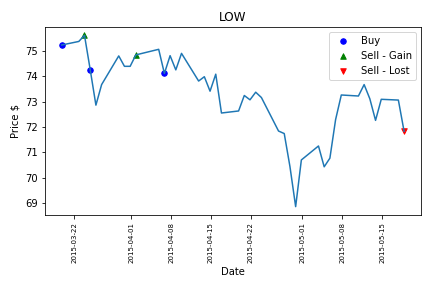 LOW
Buy
Sell - Gain
Sell - Lost
Price $
75
74
73
72
71
70
69
2015-03-22
2015-04-01
2015-04-08
2015-04-15
2015-04-22
2015-05-01
2015-05-08
2015-05-15
Date